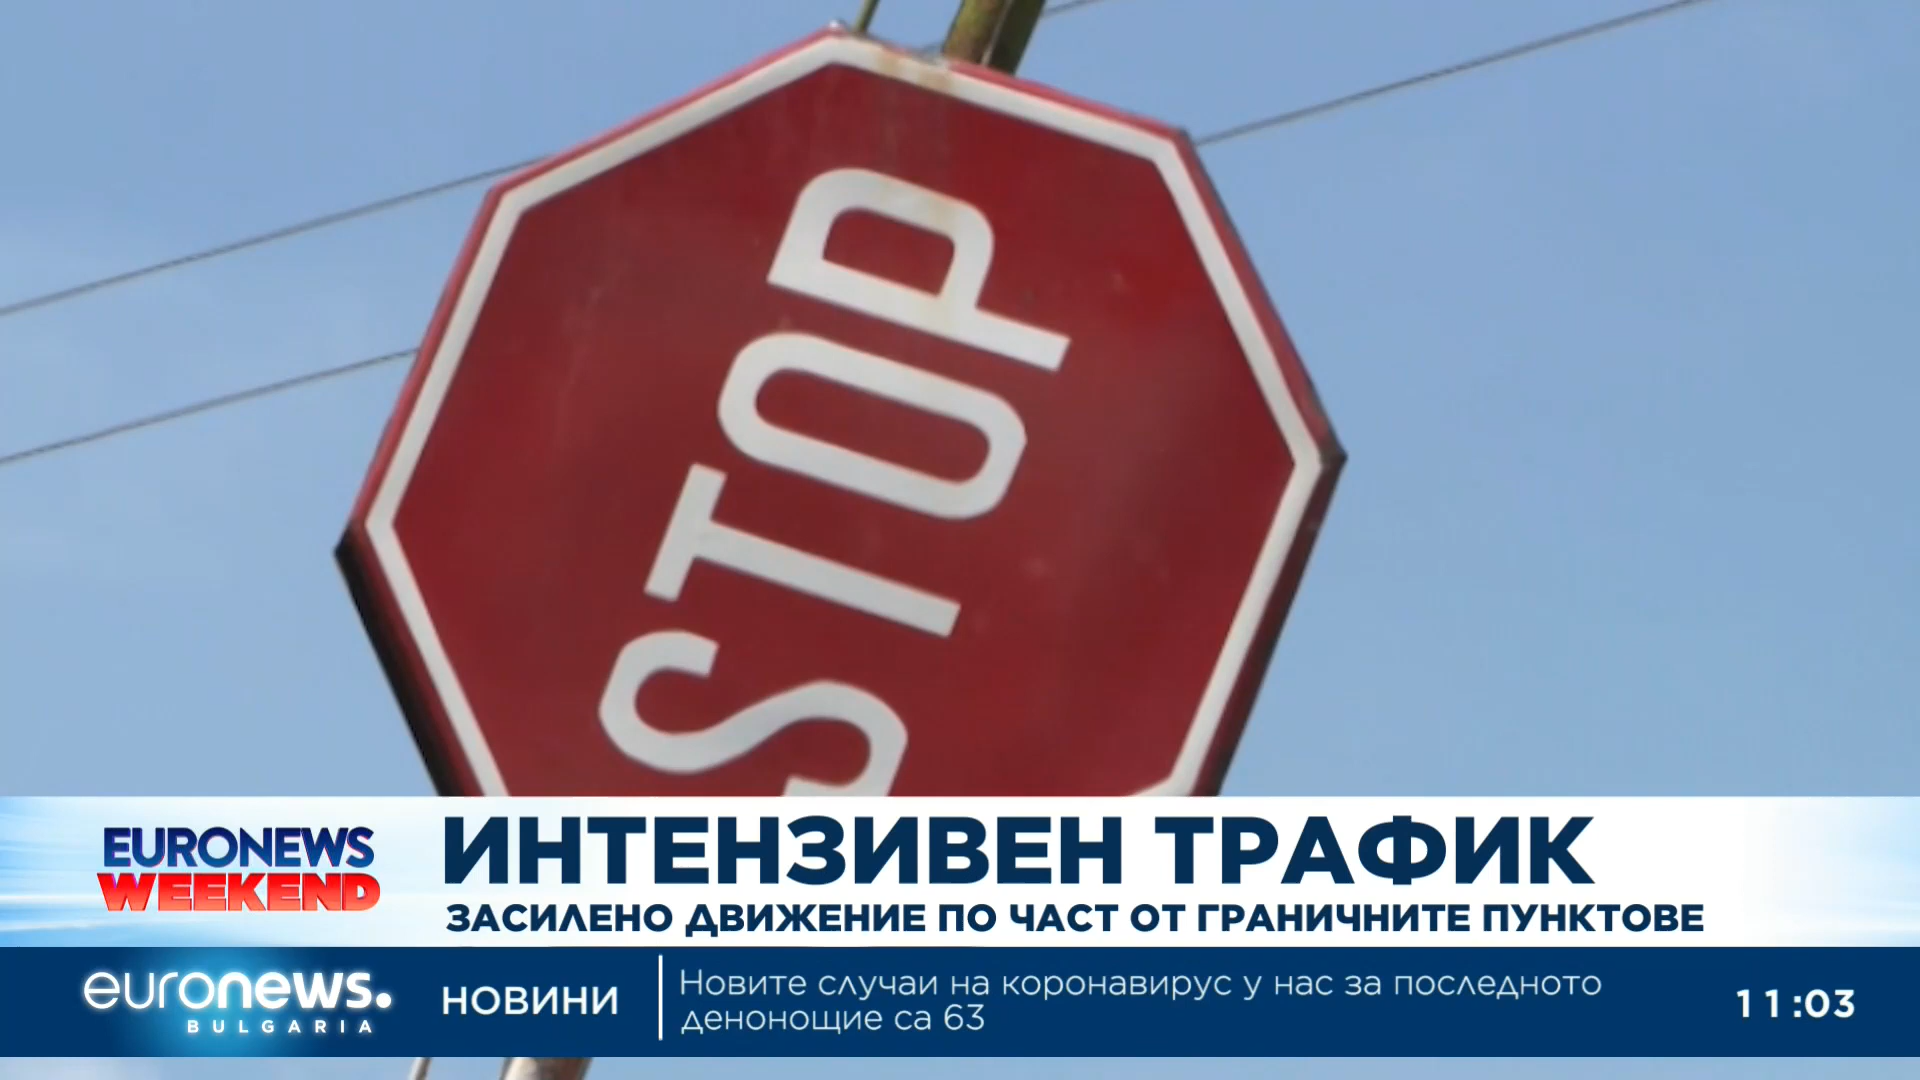 STOP
EURONEWS
WEEKEND
ИНТЕНЗИВЕН ТРАФИК
ЗАСИЛЕНО ДВИЖЕНИЕ ПО ЧАСТ ОТ ГРАНИЧНИТЕ ПУНКТОВЕ
euronews.
BULGARIA
НОВИНИ
Новите случаи на коронавирус у нас за последното
денонощие са 63
11:03